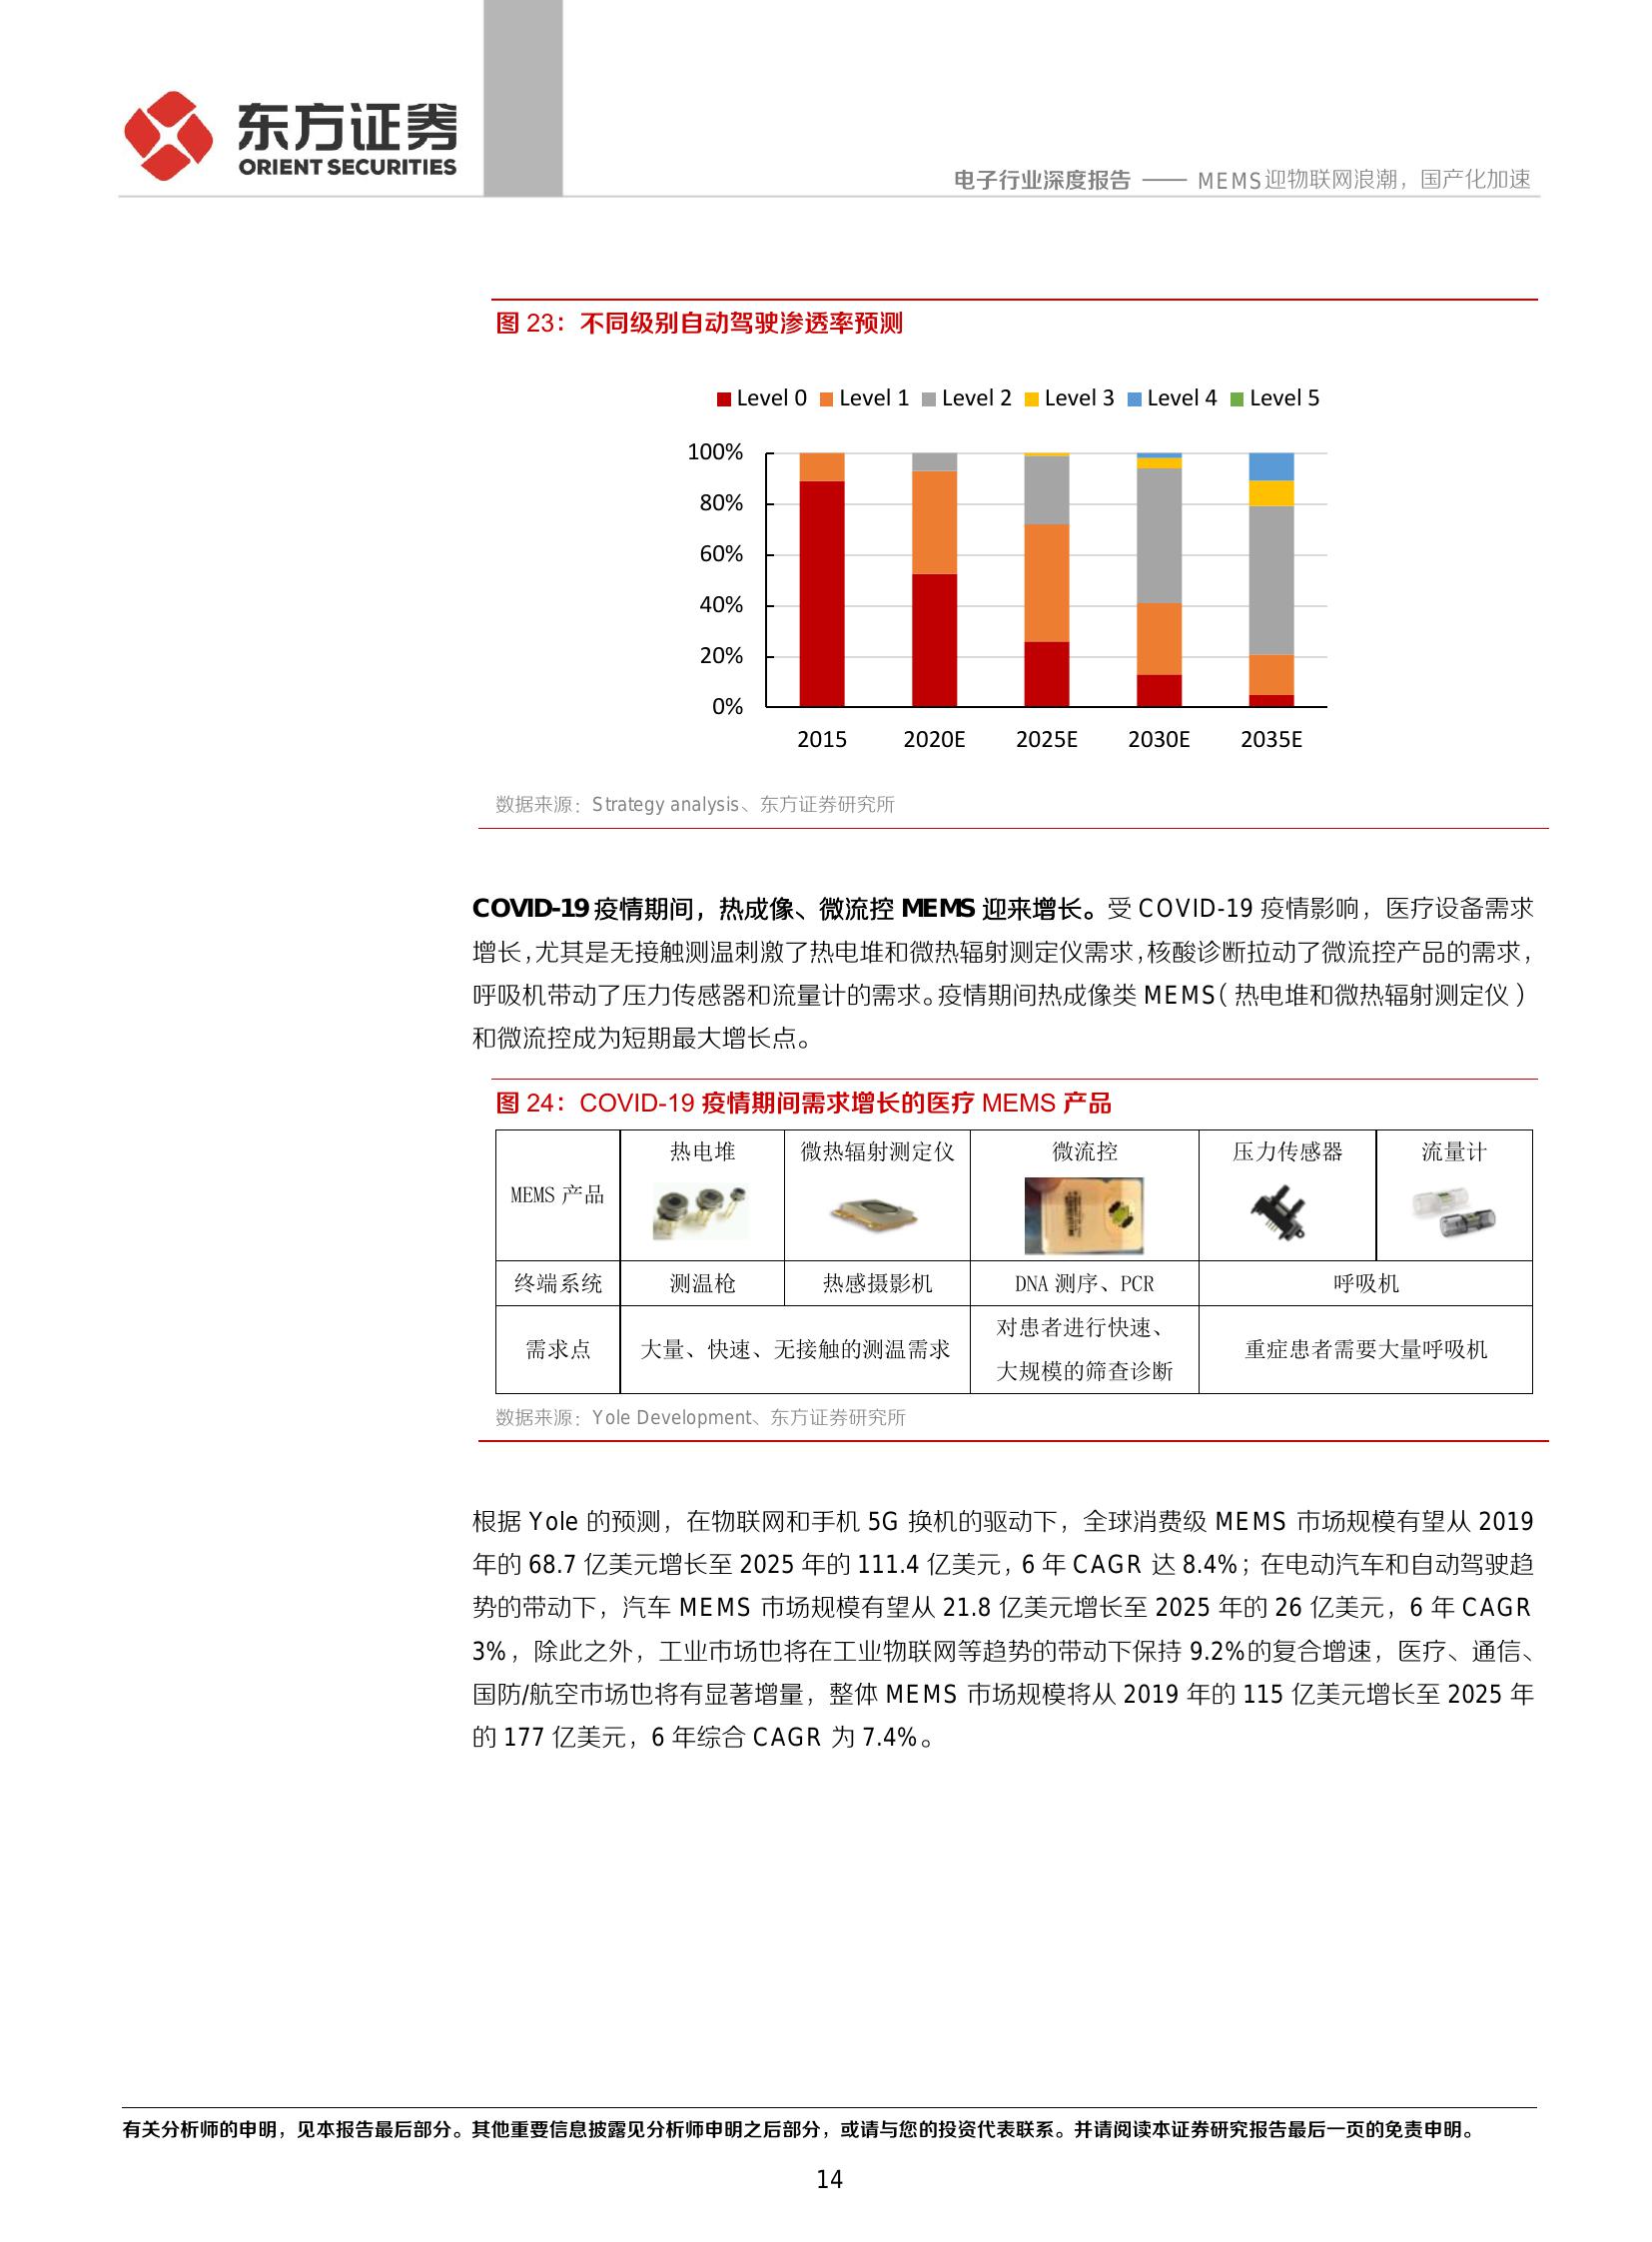 东方证券
ORIENT SECURITIES
电子行业深度报告 —— MEMS迎物联网浪潮，国产化加速
图 23：不同级别自动驾驶渗透率预测
Level 0 Level 1 Level 2 Level 3 Level 4 Level 5
100%
80%
60%
40%
20%
0%
2015 2020E 2025E 2030E 2035E
数据来源：Strategy analysis、东方证券研究所
COVID-19 疫情期间，热成像、微流控 MEMS 迎来增长。受 COVID-19 疫情影响，医疗设备需求
增长，尤其是无接触测温刺激了热电堆和微热辐射测定仪需求，核酸诊断拉动了微流控产品的需求，
呼吸机带动了压力传感器和流量计的需求。疫情期间热成像类 MEMS（热电堆和微热辐射测定仪）
和微流控成为短期最大增长点。
图 24：COVID-19 疫情期间需求增长的医疗 MEMS 产品
MEMS 产品 热电堆 微热辐射测定仪 微流控 压力传感器 流量计
终端系统 测温枪 热感摄影机 DNA 测序、PCR 呼吸机
需求点 大量、快速、无接触的测温需求 对患者进行快速、
大规模的筛查诊断 重症患者需要大量呼吸机
数据来源：Yole Development、东方证券研究所
根据 Yole 的预测，在物联网和手机 5G 换机的驱动下，全球消费级 MEMS 市场规模有望从 2019
年的 68.7 亿美元增长至 2025 年的 111.4 亿美元，6 年 CAGR 达 8.4%；在电动汽车和自动驾驶趋
势的带动下，汽车 MEMS 市场规模有望从 21.8 亿美元增长至 2025 年的 26 亿美元，6 年 CAGR
3%，除此之外，工业市场也将在工业物联网等趋势的带动下保持 9.2%的复合增速，医疗、通信、
国防/航空市场也将有显著增量，整体 MEMS 市场规模将从 2019 年的 115 亿美元增长至 2025 年
的 177 亿美元，6 年综合 CAGR 为 7.4%。
有关分析师的申明，见本报告最后部分。其他重要信息披露见分析师申明之后部分，或请与您的投资代表联系。并请阅读本证券研究报告最后一页的免责申明。
14